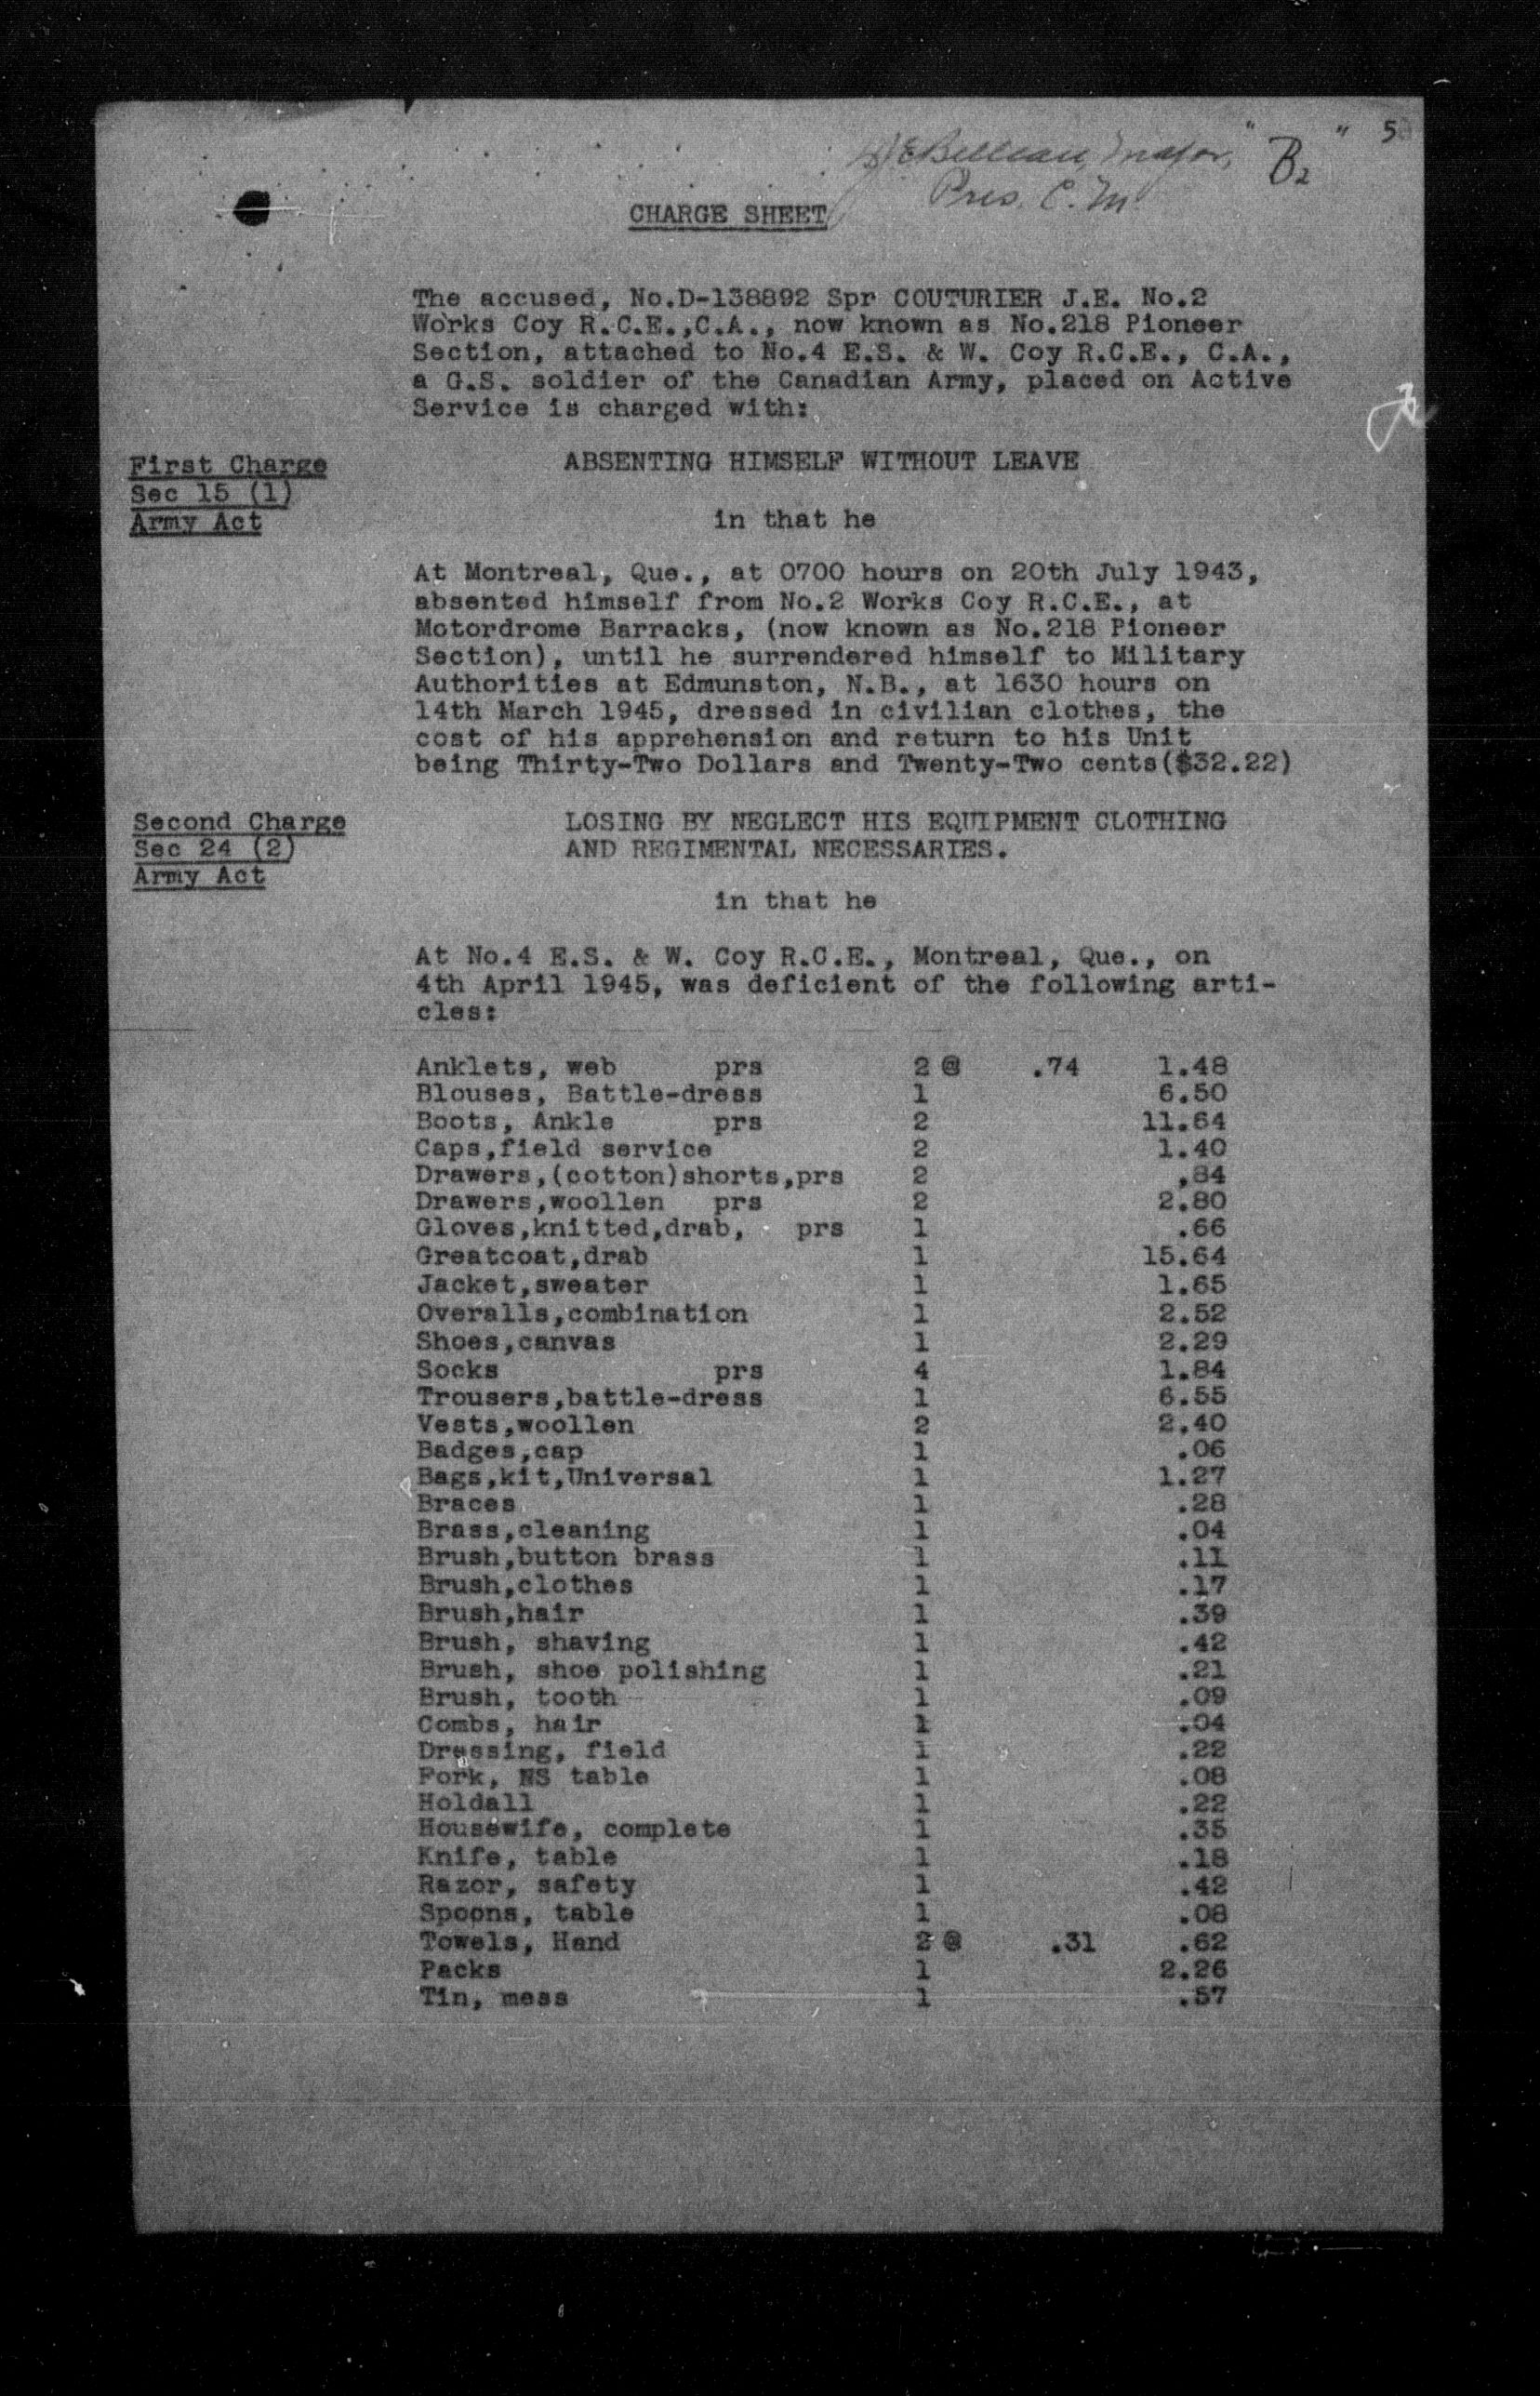 Major, " B2 " 5
Pres. C. M.
CHARGE SHEET
The accused, No.D-138892 Spr COUTURIER J.E. No.2
Works Coy R.C.E.,C.A., now known as No.218 Pioneer
Section, attached to No.4 E.S. & W. Coy R.C.E., C.A.,
a G.S. soldier of the Canadian Army, placed on Active
Service is charged with:
First Charge
Sec 15 (1)
Army Act
ABSENTING HIMSELF WITHOUT LEAVE
in that he
At Montreal, Que., at 0700 hours on 20th July 1943,
absented himself from No.2 Works Coy R.C.E., at
Motordrome Barracks, (now known as No.218 Pioneer
Section), until he surrendered himself to Military
Authorities at Edmunston, N.B., at 1630 hours on
14th March 1945, dressed in civilian clothes, the
cost of his apprehension and return to his Unit
being Thirty-Two Dollars and Twenty-Two cents($32.22)
Second Charge
Sec 24 (2)
Army Act
LOSING BY NEGLECT HIS EQUIPMENT CLOTHING
AND REGIMENTAL NECESSARIES.
in that he
At No.4 E.S. & W. Coy R.C.E., Montreal, Que., on
4th April 1945, was deficient of the following arti-
cles:
Anklets, web prs 2 @ .74 1.48
Blouses, Battle-dress 1 6.50
Boots, Ankle prs 2 11.64
Caps,field service 2 1.40
Drawers,(cotton)shorts,prs 2 ,84
Drawers,woollen prs 2 2.80
Gloves,knitted,drab, prs 1 .66
Greatcoat,drab 1 15.64
Jacket,sweater 1 1.65
Overalls,combination 1 2.52
Shoes,canvas 1 2.29
Socks prs 4 1.84
Trousers,battle-dress 1 6.55
Vests,woollen 2 2.40
Badges,cap 1 .06
Bags,kit,Universal 1 1.27
Braces 1 .28
Brass,cleaning 1 .04
Brush,button brass 1 .11
Brush,clothes 1 .17
Brush,hair 1 .39
Brush, shaving 1 .42
Brush, shoe polishing 1 .21
Brush, tooth 1 .09
Combs, hair 1 .04
Dressing, field 1 .22
Fork, NS table 1 .08
Holdall 1 .22
Housewife, complete 1 .35
Knife, table 1 .18
Razor, safety 1 .42
Spoons, table 1 .08
Towels, Hand 2 @ .31 .62
Packs 1 2.26
Tin, mess 1 .57